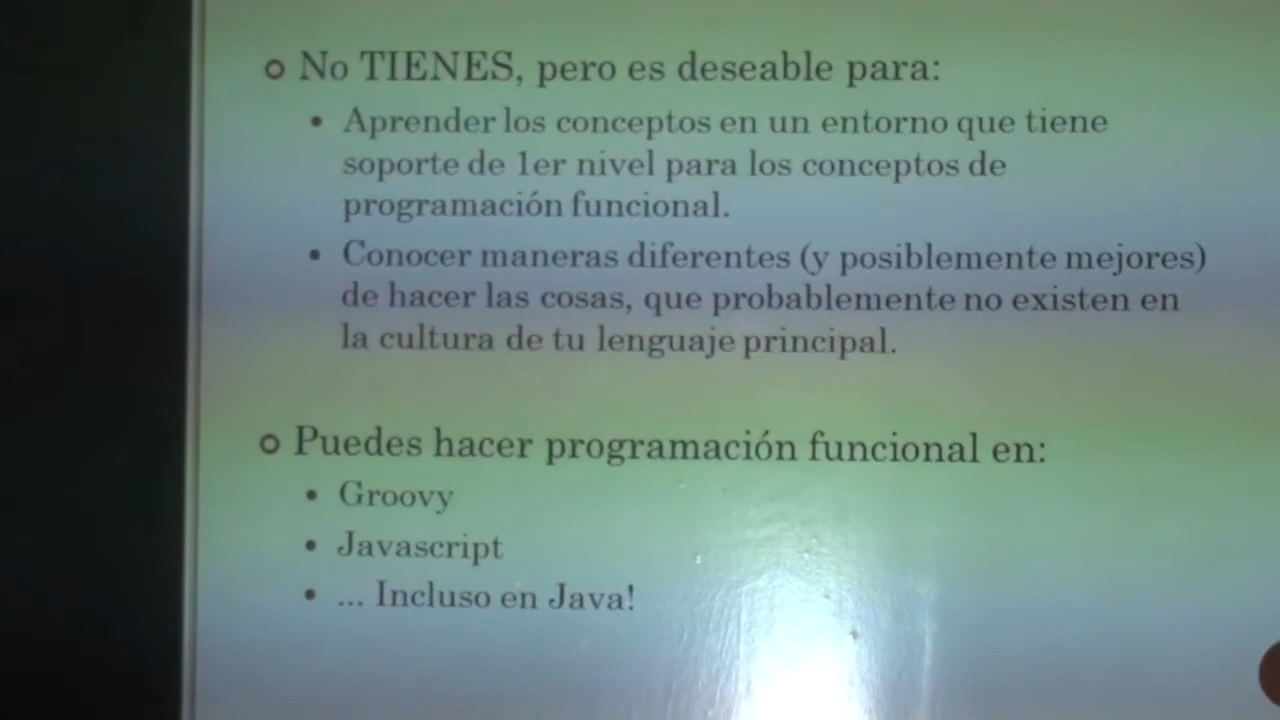 No TIENES, pero es deseable para:
Aprender los conceptos en un entorno que tiene
soporte de 1er nivel para los conceptos de
programación funcional.
Conocer maneras diferentes (y posiblemente mejores)
de hacer las cosas, que probablemente no existen en
la cultura de tu lenguaje principal.
Puedes hacer programación funcional en:
Groovy
Javascript
... Incluso en Java!